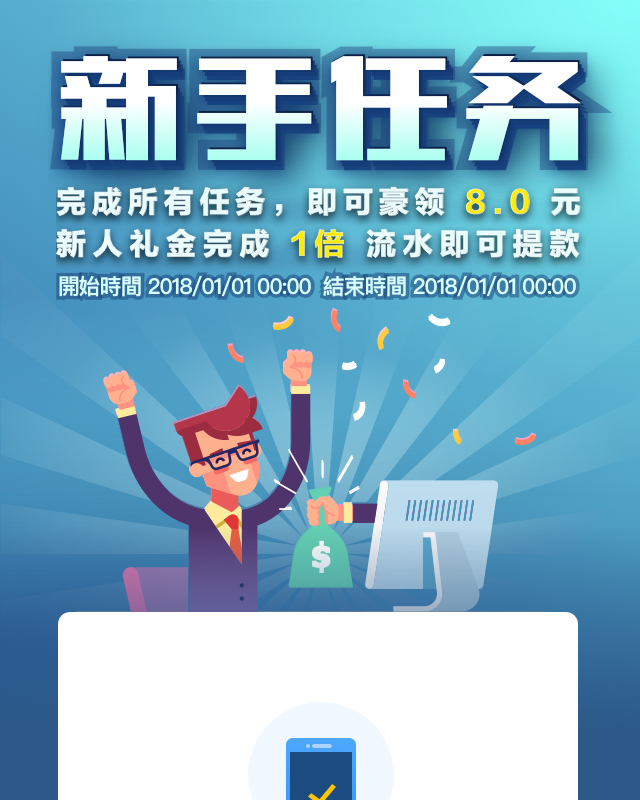 新手任务
完成所有任务，即可豪领 8.0 元
新人礼金完成 1倍 流水即可提款
開始時間 2018/01/01 00:00 結束時間 2018/01/01 00:00
$